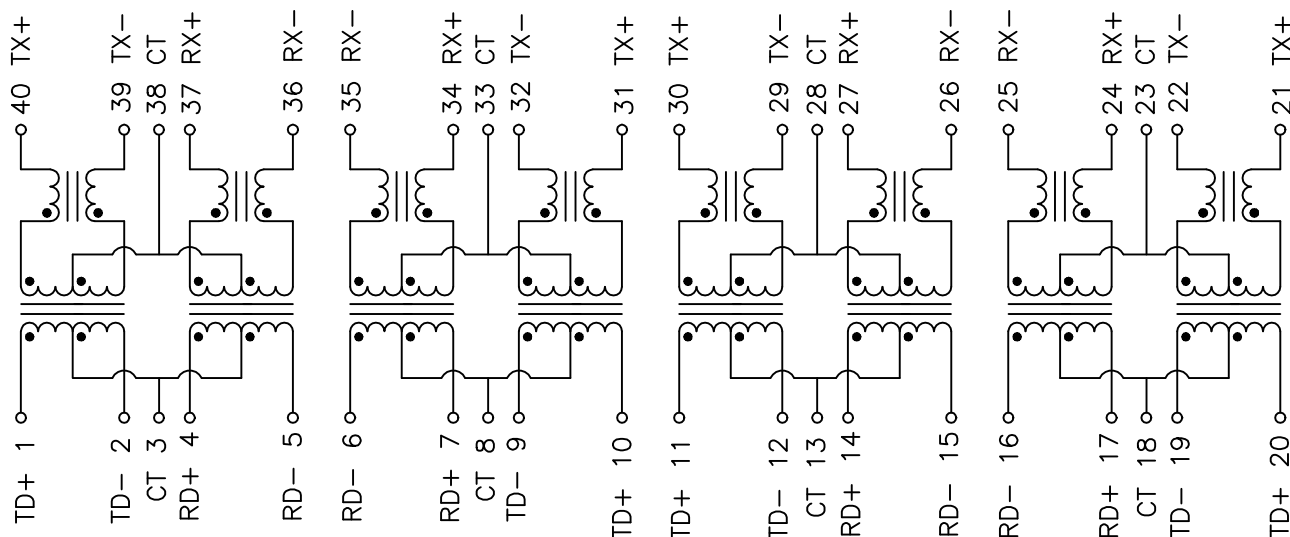 40 TX+
39 TX-
38 CT
37 RX+
36 RX-
35 RX-
34 RX+
33 CT
32 TX-
31 TX+
30 TX+
29 TX-
28 CT
27 RX+
26 RX-
25 RX-
24 RX+
23 CT
22 TX-
21 TX+
TD+ 1
TD- 2
CT 3
RD+ 4
RD- 5
RD- 6
RD+ 7
CT 8
TD- 9
TD+ 10
TD+ 11
TD- 12
CT 13
RD+ 14
RD- 15
RD- 16
RD+ 17
CT 18
TD- 19
TD+ 20